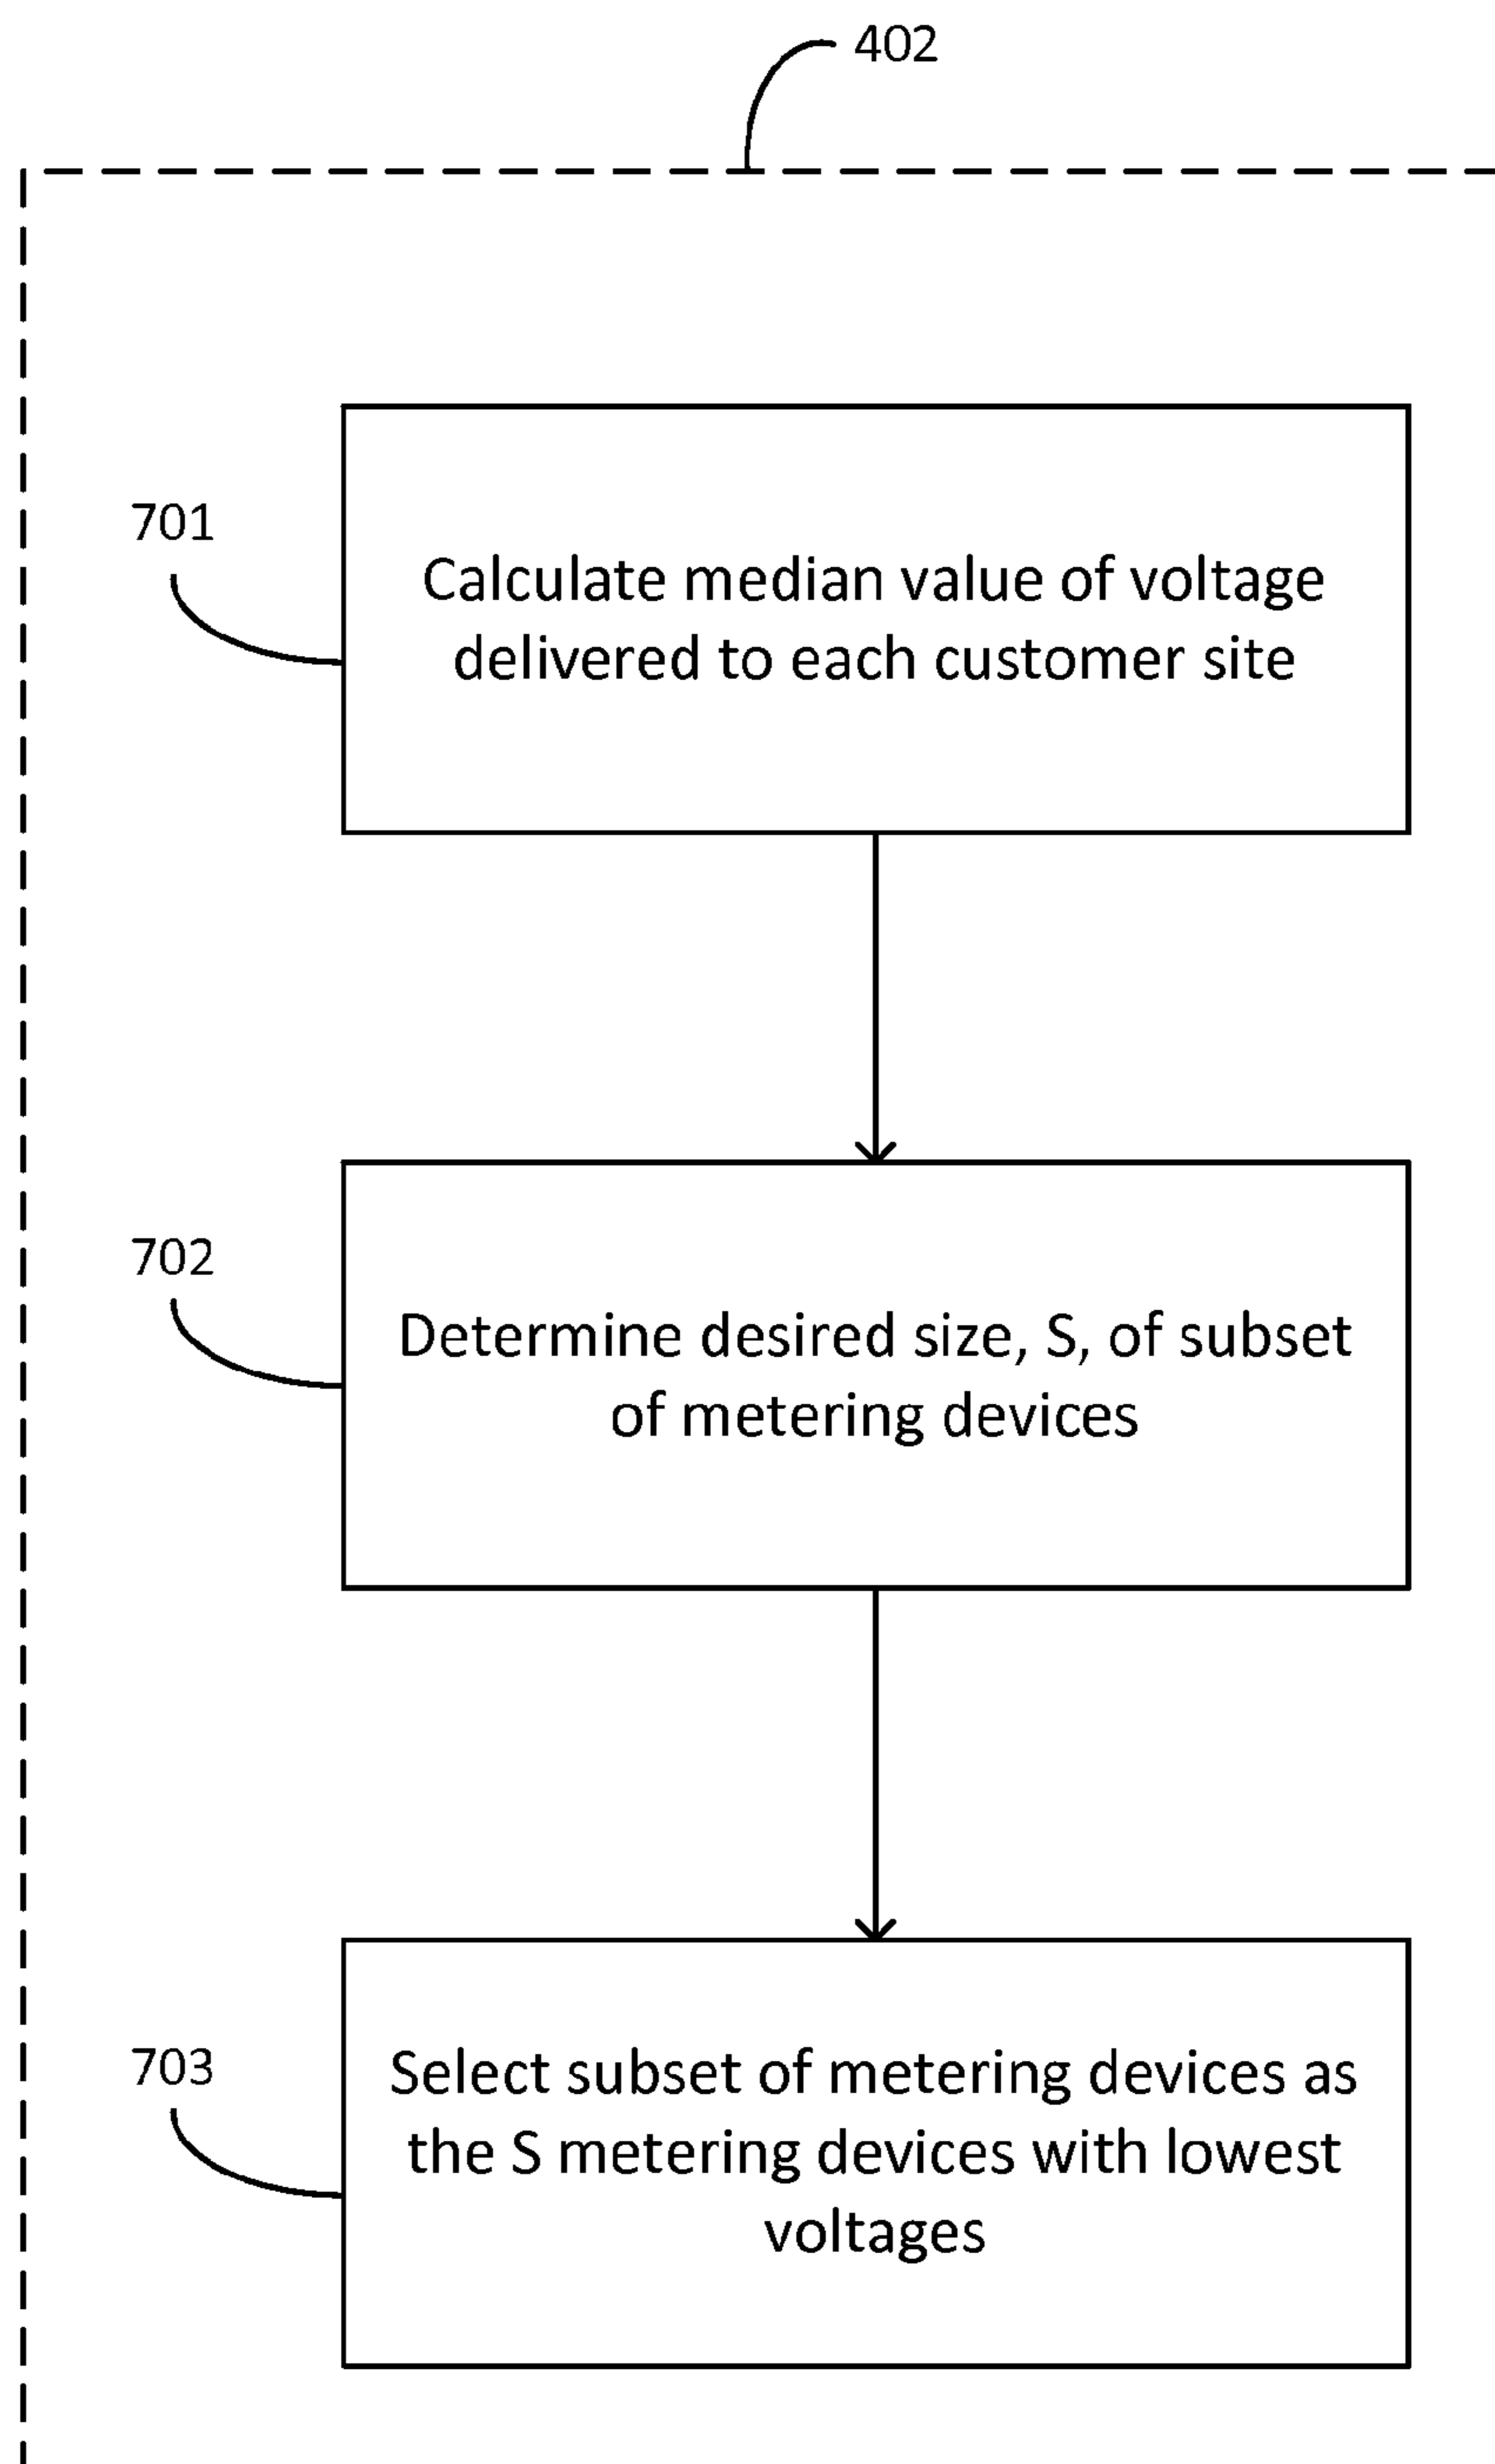 402
701
Calculate median value of voltage
delivered to each customer site
702
Determine desired size, S, of subset
of metering devices
703
Select subset of metering devices as
the S metering devices with lowest
voltages